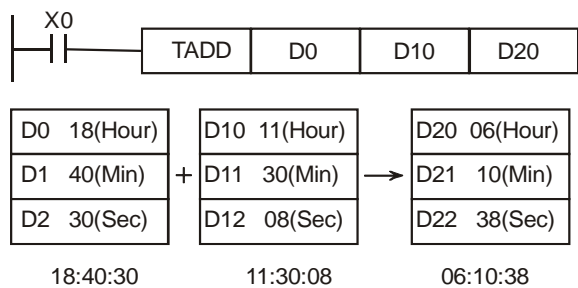 X0
TADD D0 D10 D20
D0 18(Hour) D10 11(Hour) D20 06(Hour)
D1 40(Min) + D11 30(Min) → D21 10(Min)
D2 30(Sec) D12 08(Sec) D22 38(Sec)
18:40:30 11:30:08 06:10:38